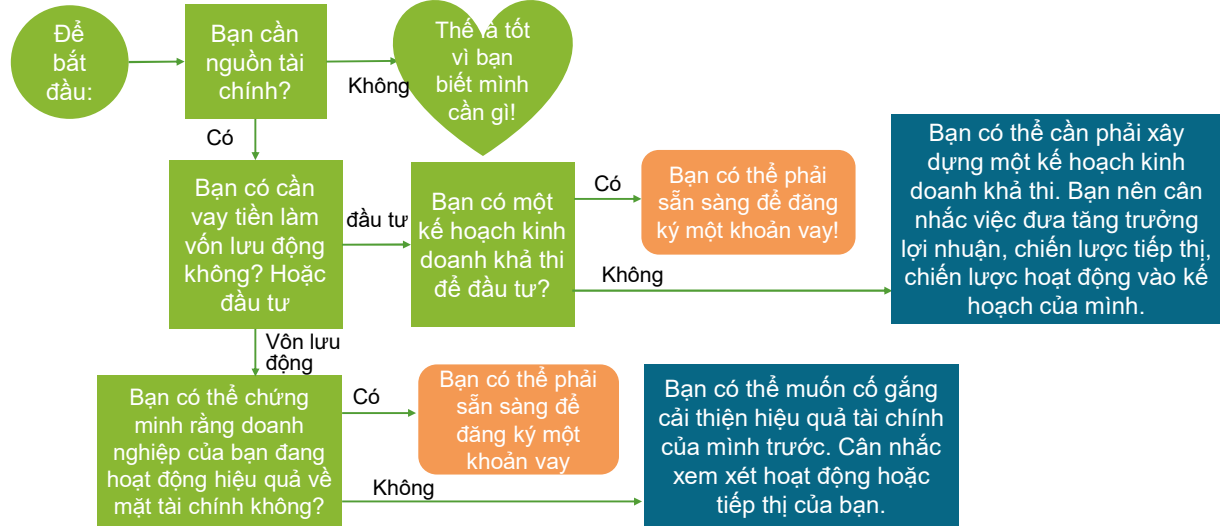 Để
bắt
đầu:
Bạn cần
nguồn tài
chính?
Không
Thế là tốt
vì bạn
biết mình
cần gì!
Có
Bạn có cần
vay tiền làm
vốn lưu động
không? Hoặc
đầu tư
đầu tư
Bạn có một
kế hoạch kinh
doanh khả thi
để đầu tư?
Có
Bạn có thể phải
sẵn sàng để đăng
ký một khoản vay!
Không
Bạn có thể cần phải xây
dựng một kế hoạch kinh
doanh khả thi. Bạn nên cân
nhắc việc đưa tăng trưởng
lợi nhuận, chiến lược tiếp thị,
chiến lược hoạt động vào kế
hoạch của mình.
Vôn lưu
động
Bạn có thể chứng
minh rằng doanh
nghiệp của bạn đang
hoạt động hiệu quả về
mặt tài chính không?
Có
Bạn có thể phải
sẵn sàng để
đăng ký một
khoản vay
Không
Bạn có thể muốn cố gắng
cải thiện hiệu quả tài chính
của mình trước. Cân nhắc
xem xét hoạt động hoặc
tiếp thị của bạn.